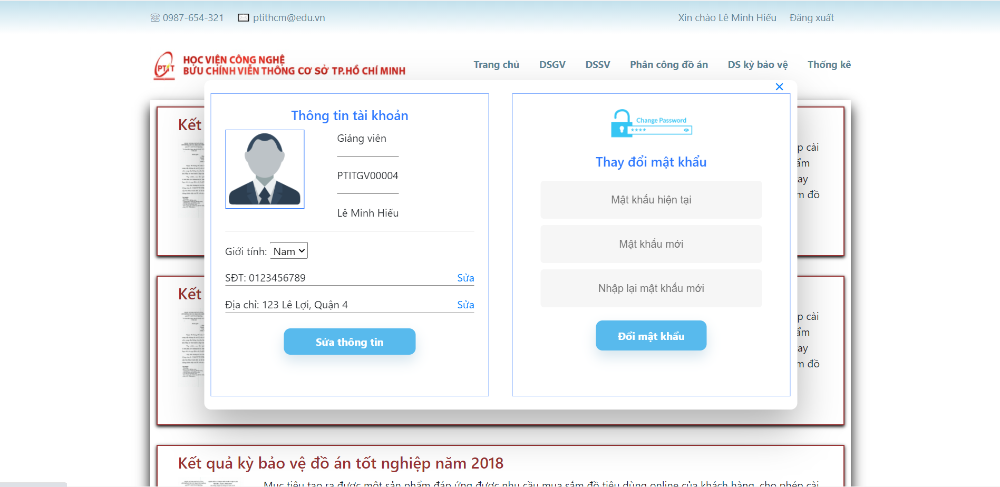 0987-654-321
ptithcm@edu.vn
Xin chào Lê Minh Hiếu
Đăng xuất
PTIT
HỌC VIỆN CÔNG NGHỆ
BƯU CHÍNH VIỄN THÔNG CƠ SỞ TP.HỒ CHÍ MINH
Trang chủ
DSGV
DSSV
Phân công đồ án
DS kỳ bảo vệ
Thống kê
Thông tin tài khoản
Giảng viên
PTITGV00004
Lê Minh Hiếu
Giới tính: Nam
SĐT: 0123456789
Sửa
Địa chỉ: 123 Lê Lợi, Quận 4
Sửa
Sửa thông tin
Change Password
****
Thay đổi mật khẩu
Mật khẩu hiện tại
Mật khẩu mới
Nhập lại mật khẩu mới
Đổi mật khẩu
Kết
cài
đồ
Kết
cài
đồ
Kết quả kỳ bảo vệ đồ án tốt nghiệp năm 2018
Mục tiêu tạo ra được một sản phẩm đáp ứng được nhu cầu mua sắm đồ tiêu dùng online của khách hàng, cho phép cài